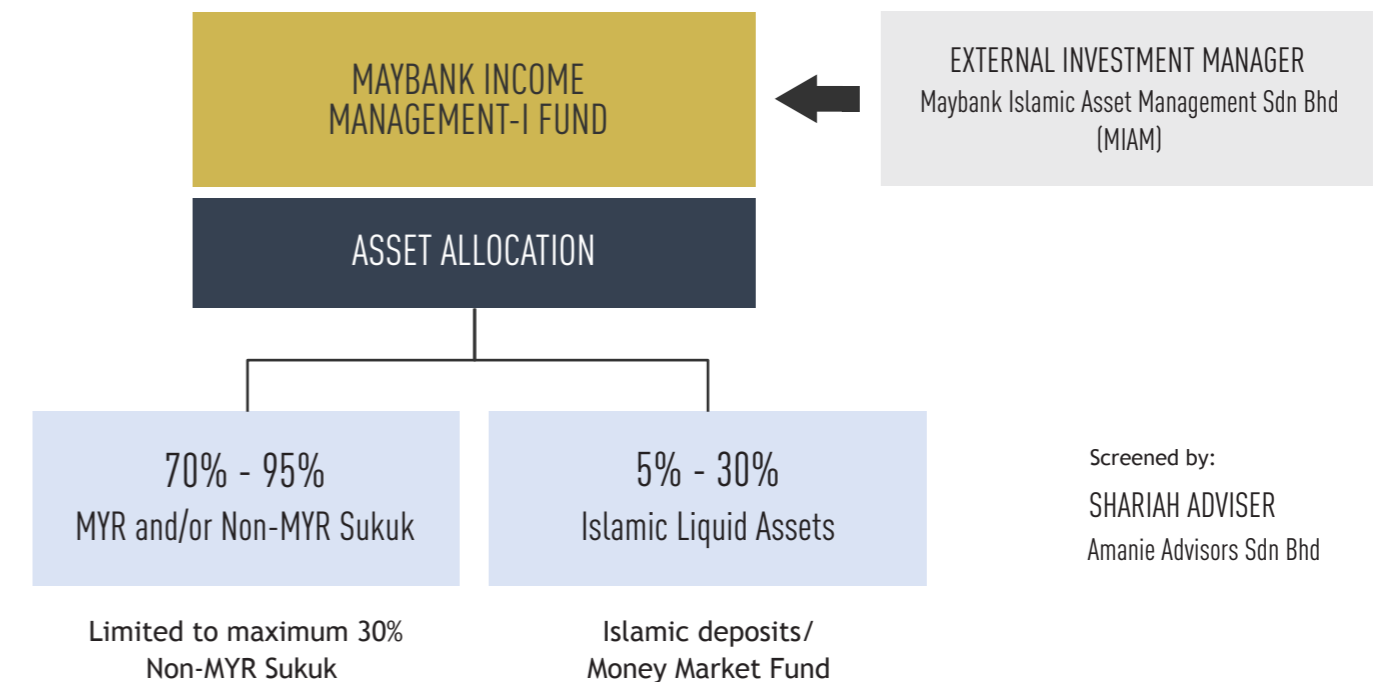 MAYBANK INCOME
MANAGEMENT-I FUND
EXTERNAL INVESTMENT MANAGER
Maybank Islamic Asset Management Sdn Bhd
(MIAM)
ASSET ALLOCATION
70% - 95%
MYR and/or Non-MYR Sukuk
5% - 30%
Islamic Liquid Assets
Screened by:
SHARIAH ADVISER
Amanie Advisors Sdn Bhd
Limited to maximum 30%
Non-MYR Sukuk
Islamic deposits/
Money Market Fund